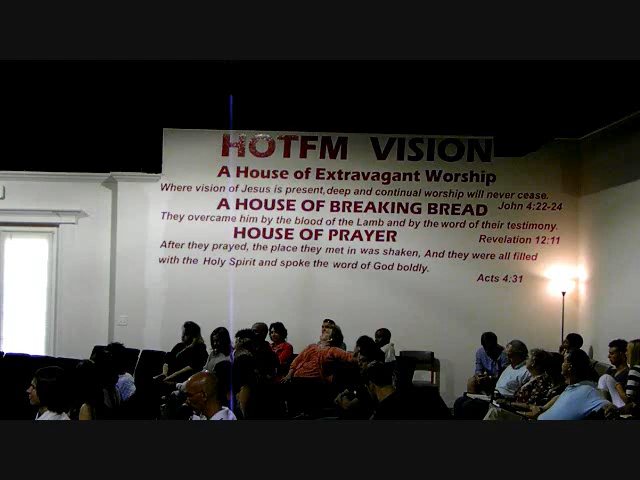 HOTFM VISION
A House of Extravagant Worship
Where vision of Jesus is present,deep and continual worship will never cease.
A HOUSE OF BREAKING BREAD John 4:22-24
They overcame him by the blood of the Lamb and by the word of their testimony.
HOUSE OF PRAYER Revelation 12:11
After they prayed, the place they met in was shaken, And they were all filled
with the Holy Spirit and spoke the word of God boldly.
Acts 4:31